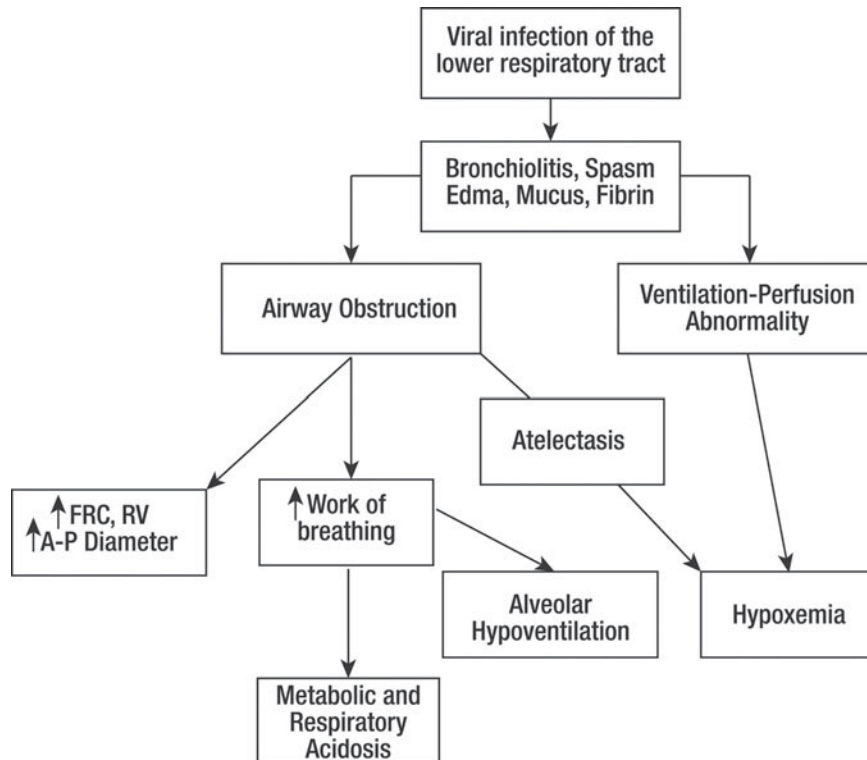 Viral infection of the
lower respiratory tract
Bronchiolitis, Spasm
Edma, Mucus, Fibrin
Airway Obstruction
Ventilation-Perfusion
Abnormality
Atelectasis
↑ FRC, RV
↑ A-P Diameter
↑ Work of
breathing
Alveolar
Hypoventilation
Hypoxemia
Metabolic and
Respiratory
Acidosis